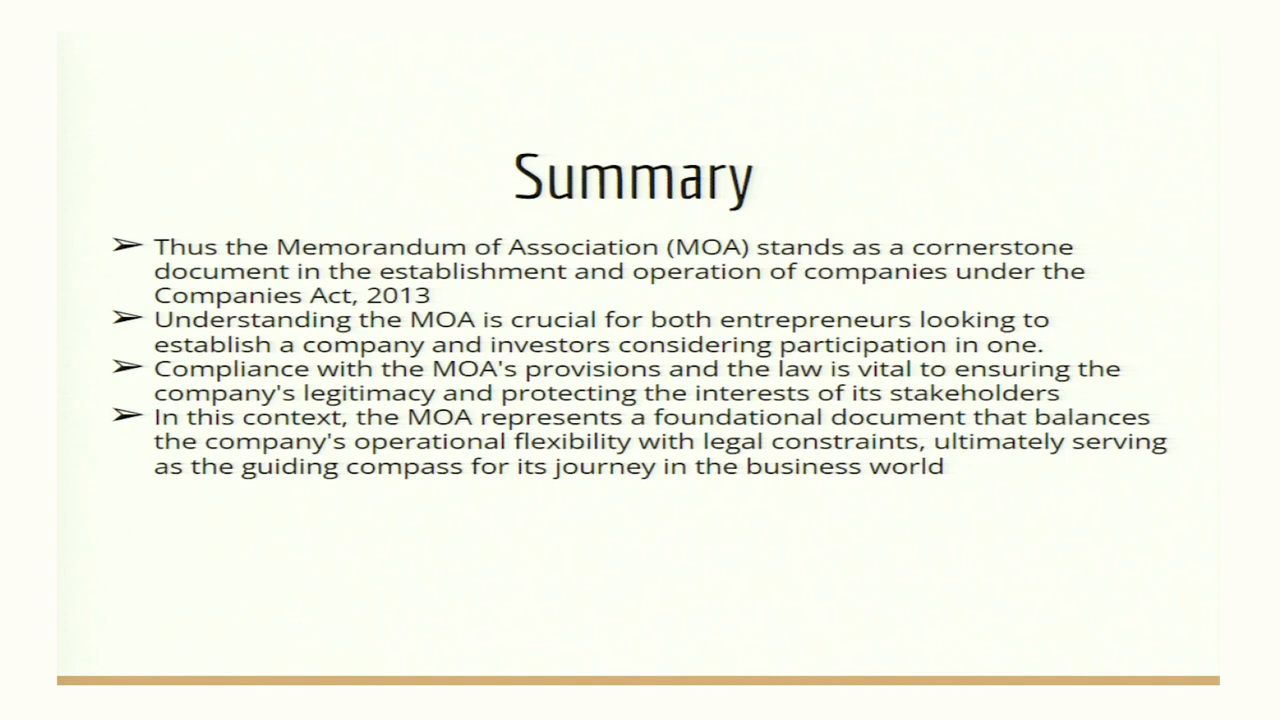 Summary
➢ Thus the Memorandum of Association (MOA) stands as a cornerstone
document in the establishment and operation of companies under the
Companies Act, 2013
➢ Understanding the MOA is crucial for both entrepreneurs looking to
establish a company and investors considering participation in one.
➢ Compliance with the MOA's provisions and the law is vital to ensuring the
company's legitimacy and protecting the interests of its stakeholders
➢ In this context, the MOA represents a foundational document that balances
the company's operational flexibility with legal constraints, ultimately serving
as the guiding compass for its journey in the business world